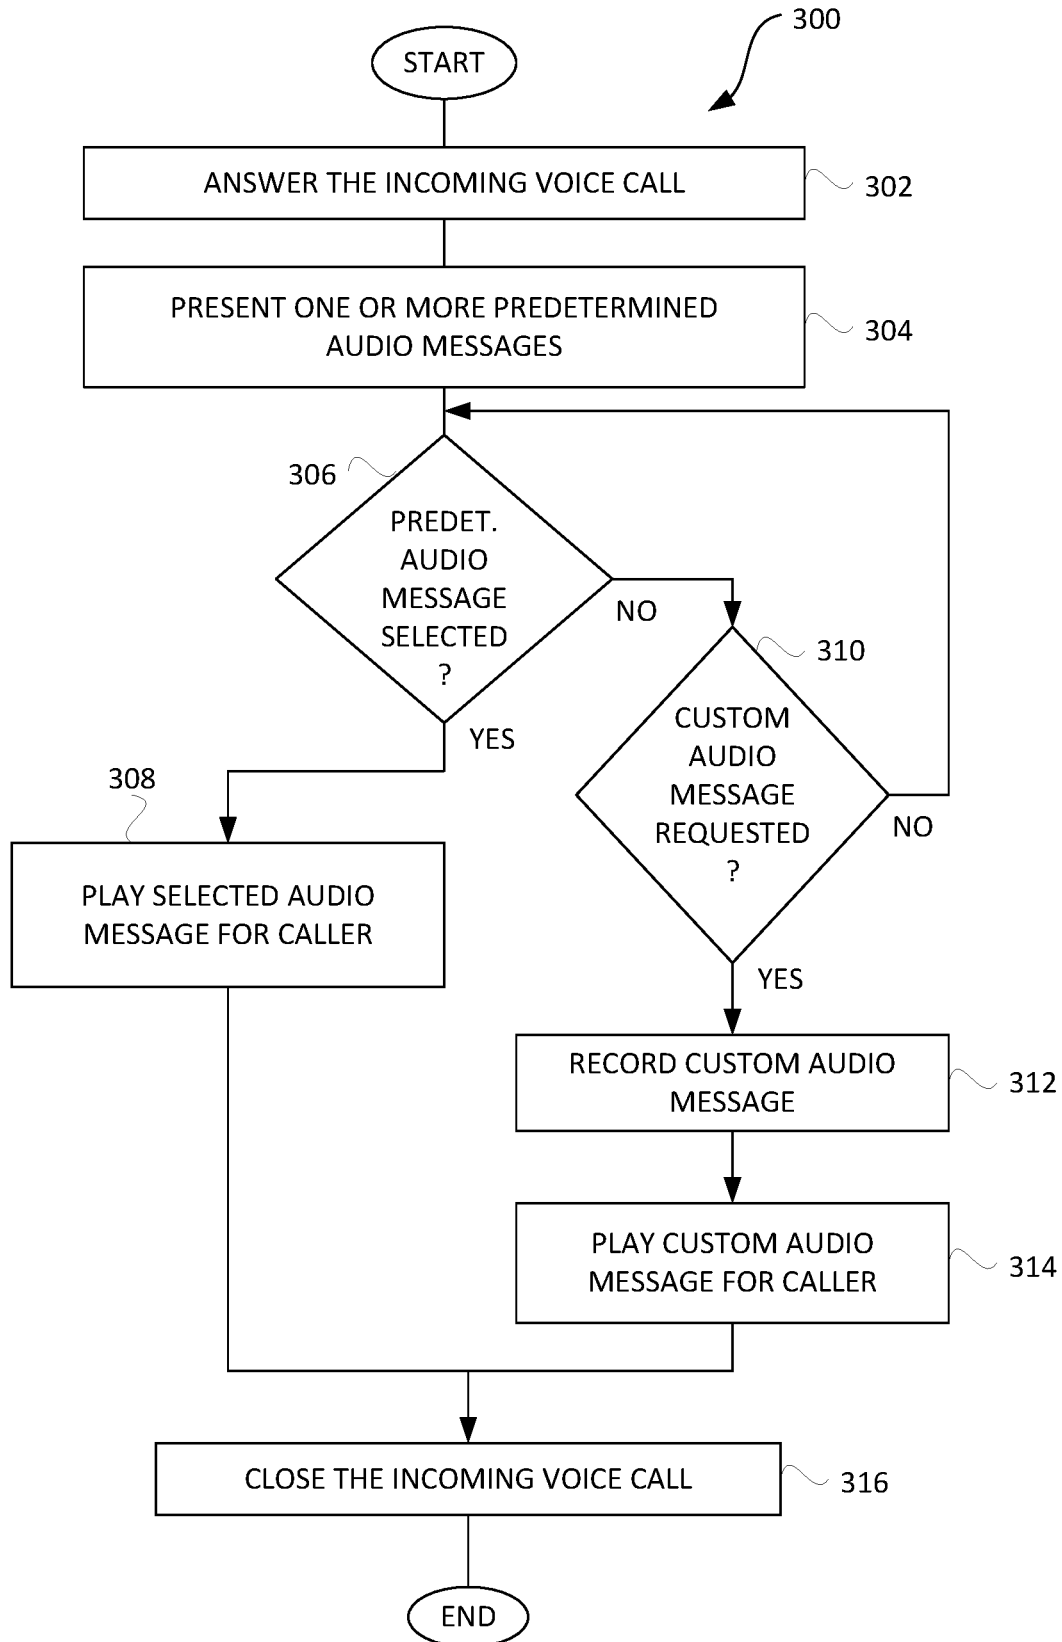 300
START
ANSWER THE INCOMING VOICE CALL
302
PRESENT ONE OR MORE PREDETERMINED
AUDIO MESSAGES
304
306
PREDET.
AUDIO
MESSAGE
SELECTED
?
NO
YES
310
CUSTOM
AUDIO
MESSAGE
REQUESTED
?
NO
YES
308
PLAY SELECTED AUDIO
MESSAGE FOR CALLER
RECORD CUSTOM AUDIO
MESSAGE
312
PLAY CUSTOM AUDIO
MESSAGE FOR CALLER
314
CLOSE THE INCOMING VOICE CALL
316
END